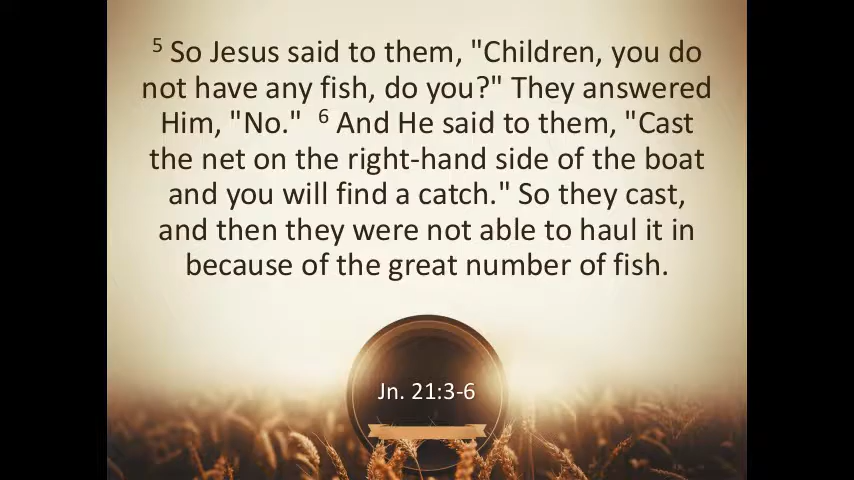 5 So Jesus said to them, "Children, you do
not have any fish, do you?" They answered
Him, "No." 6 And He said to them, "Cast
the net on the right-hand side of the boat
and you will find a catch." So they cast,
and then they were not able to haul it in
because of the great number of fish.
Jn. 21:3-6